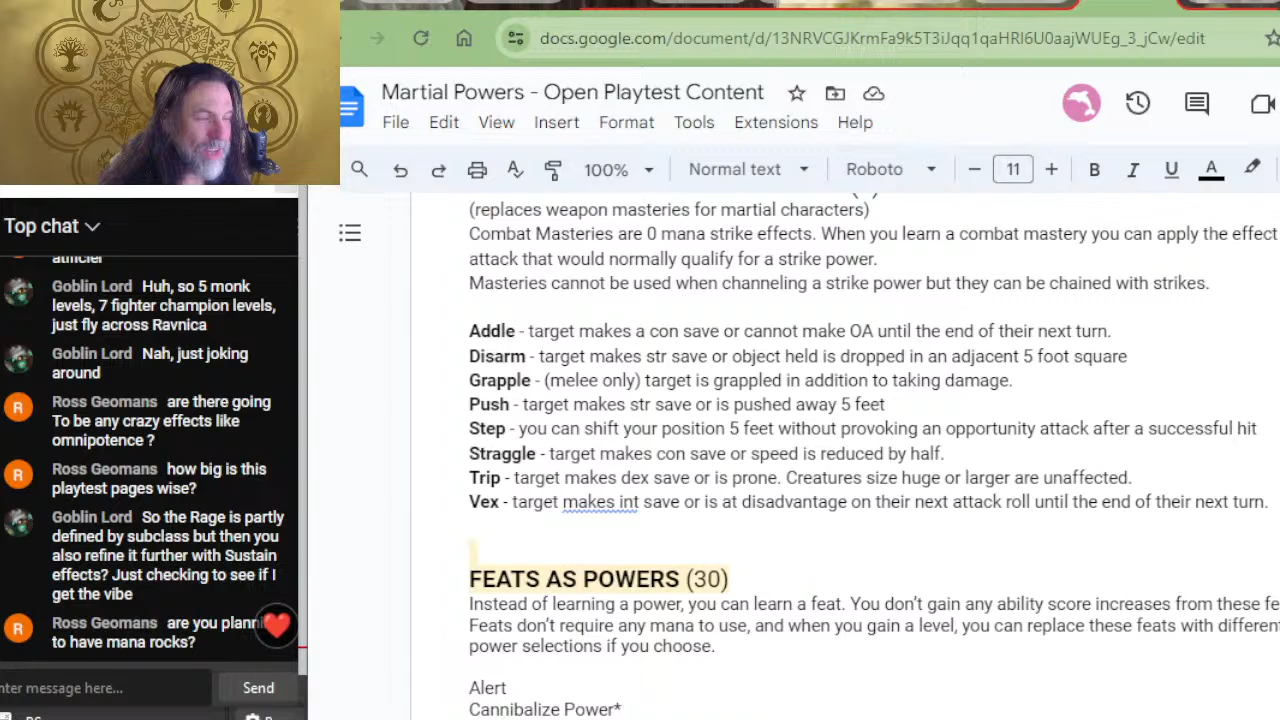 docs.google.com/document/d/13NRVCGJKrmFa9k5T3iJqq1qaHRl6U0aajWUEg_3_jCw/edit
Martial Powers - Open Playtest Content
File Edit View Insert Format Tools Extensions Help
100% Normal text Roboto 11 B I U A
Top chat
Goblin Lord Huh, so 5 monk
levels, 7 fighter champion levels,
just fly across Ravnica
Goblin Lord Nah, just joking
around
Ross Geomans are there going
To be any crazy effects like
omnipotence ?
Ross Geomans how big is this
playtest pages wise?
Goblin Lord So the Rage is partly
defined by subclass but then you
also refine it further with Sustain
effects? Just checking to see if I
get the vibe
Ross Geomans are you
to have mana rocks?
enter message here...
Send
(replaces weapon masteries for martial characters)
Combat Masteries are 0 mana strike effects. When you learn a combat mastery you can apply the effect
attack that would normally qualify for a strike power.
Masteries cannot be used when channeling a strike power but they can be chained with strikes.
Addle - target makes a con save or cannot make OA until the end of their next turn.
Disarm - target makes str save or object held is dropped in an adjacent 5 foot square
Grapple - (melee only) target is grappled in addition to taking damage.
Push - target makes str save or is pushed away 5 feet
Step - you can shift your position 5 feet without provoking an opportunity attack after a successful hit
Straggle - target makes con save or speed is reduced by half.
Trip - target makes dex save or is prone. Creatures size huge or larger are unaffected.
Vex - target makes int save or is at disadvantage on their next attack roll until the end of their next turn.
FEATS AS POWERS (30)
Instead of learning a power, you can learn a feat. You don't gain any ability score increases from these
Feats don't require any mana to use, and when you gain a level, you can replace these feats with
power selections if you choose.
Alert
Cannibalize Power*